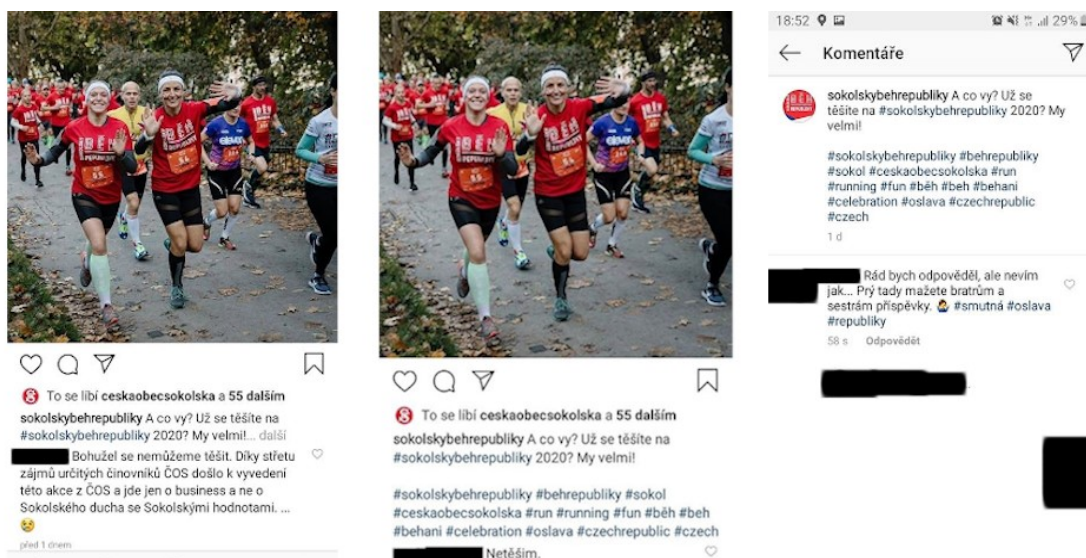 BĚH
REPUBLIKY
eleven
To se líbí ceskaobecsokolska a 55 dalším
sokolskybehrepubliky A co vy? Už se těšíte na
#sokolskybehrepubliky 2020? My velmi!... další
Bohužel se nemůžeme těšit. Díky střetu
zájmů určitých činovníků ČOS došlo k vyvedení
této akce z ČOS a jde jen o business a ne o
Sokolského ducha se Sokolskými hodnotami. ...
před 1 dnem
BĚH
REPUBLIKY
eleven
To se líbí ceskaobecsokolska a 55 dalším
sokolskybehrepubliky A co vy? Už se těšíte na
#sokolskybehrepubliky 2020? My velmi!
#sokolskybehrepubliky #behrepubliky #sokol
#ceskaobecsokolska #run #running #fun #běh #beh
#behani #celebration #oslava #czechrepublic #czech
Netěšim.
18:52 29%
Komentáře
sokolskybehrepubliky A co vy? Už se
těšíte na #sokolskybehrepubliky 2020? My
velmi!
#sokolskybehrepubliky #behrepubliky
#sokol #ceskaobecsokolska #run
#running #fun #běh #beh #behani
#celebration #oslava #czechrepublic
#czech
1 d
Rád bych odpověděl, ale nevím
jak... Prý tady mažete bratrům a
sestrám příspěvky. #smutná #oslava
#republiky
58 s Odpovědět